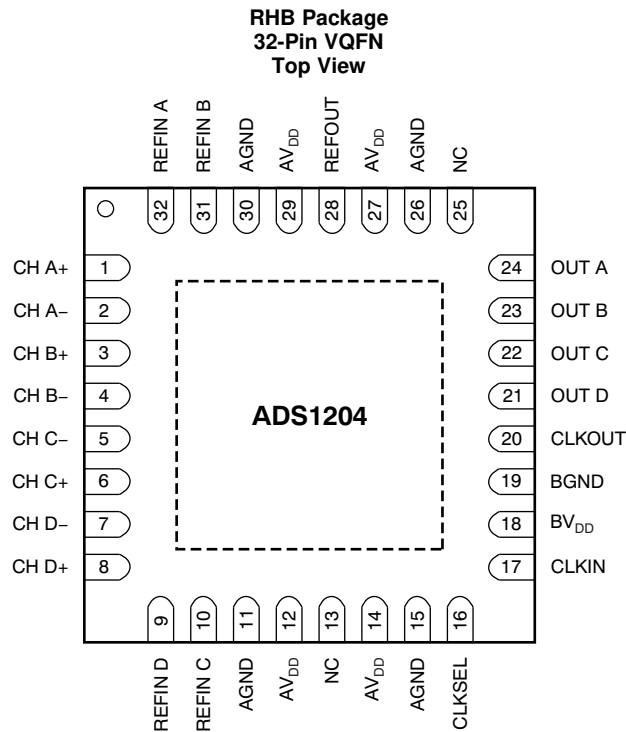 RHB Package
32-Pin VQFN
Top View
REFIN A
REFIN B
AGND
AVDD
REFOUT
AVDD
AGND
NC
32
31
30
29
28
27
26
25
CH A+ 1
CH A− 2
CH B+ 3
CH B− 4
CH C− 5
CH C+ 6
CH D− 7
CH D+ 8
ADS1204
24 OUT A
23 OUT B
22 OUT C
21 OUT D
20 CLKOUT
19 BGND
18 BVDD
17 CLKIN
9
10
11
12
13
14
15
16
REFIN D
REFIN C
AGND
AVDD
NC
AVDD
AGND
CLKSEL